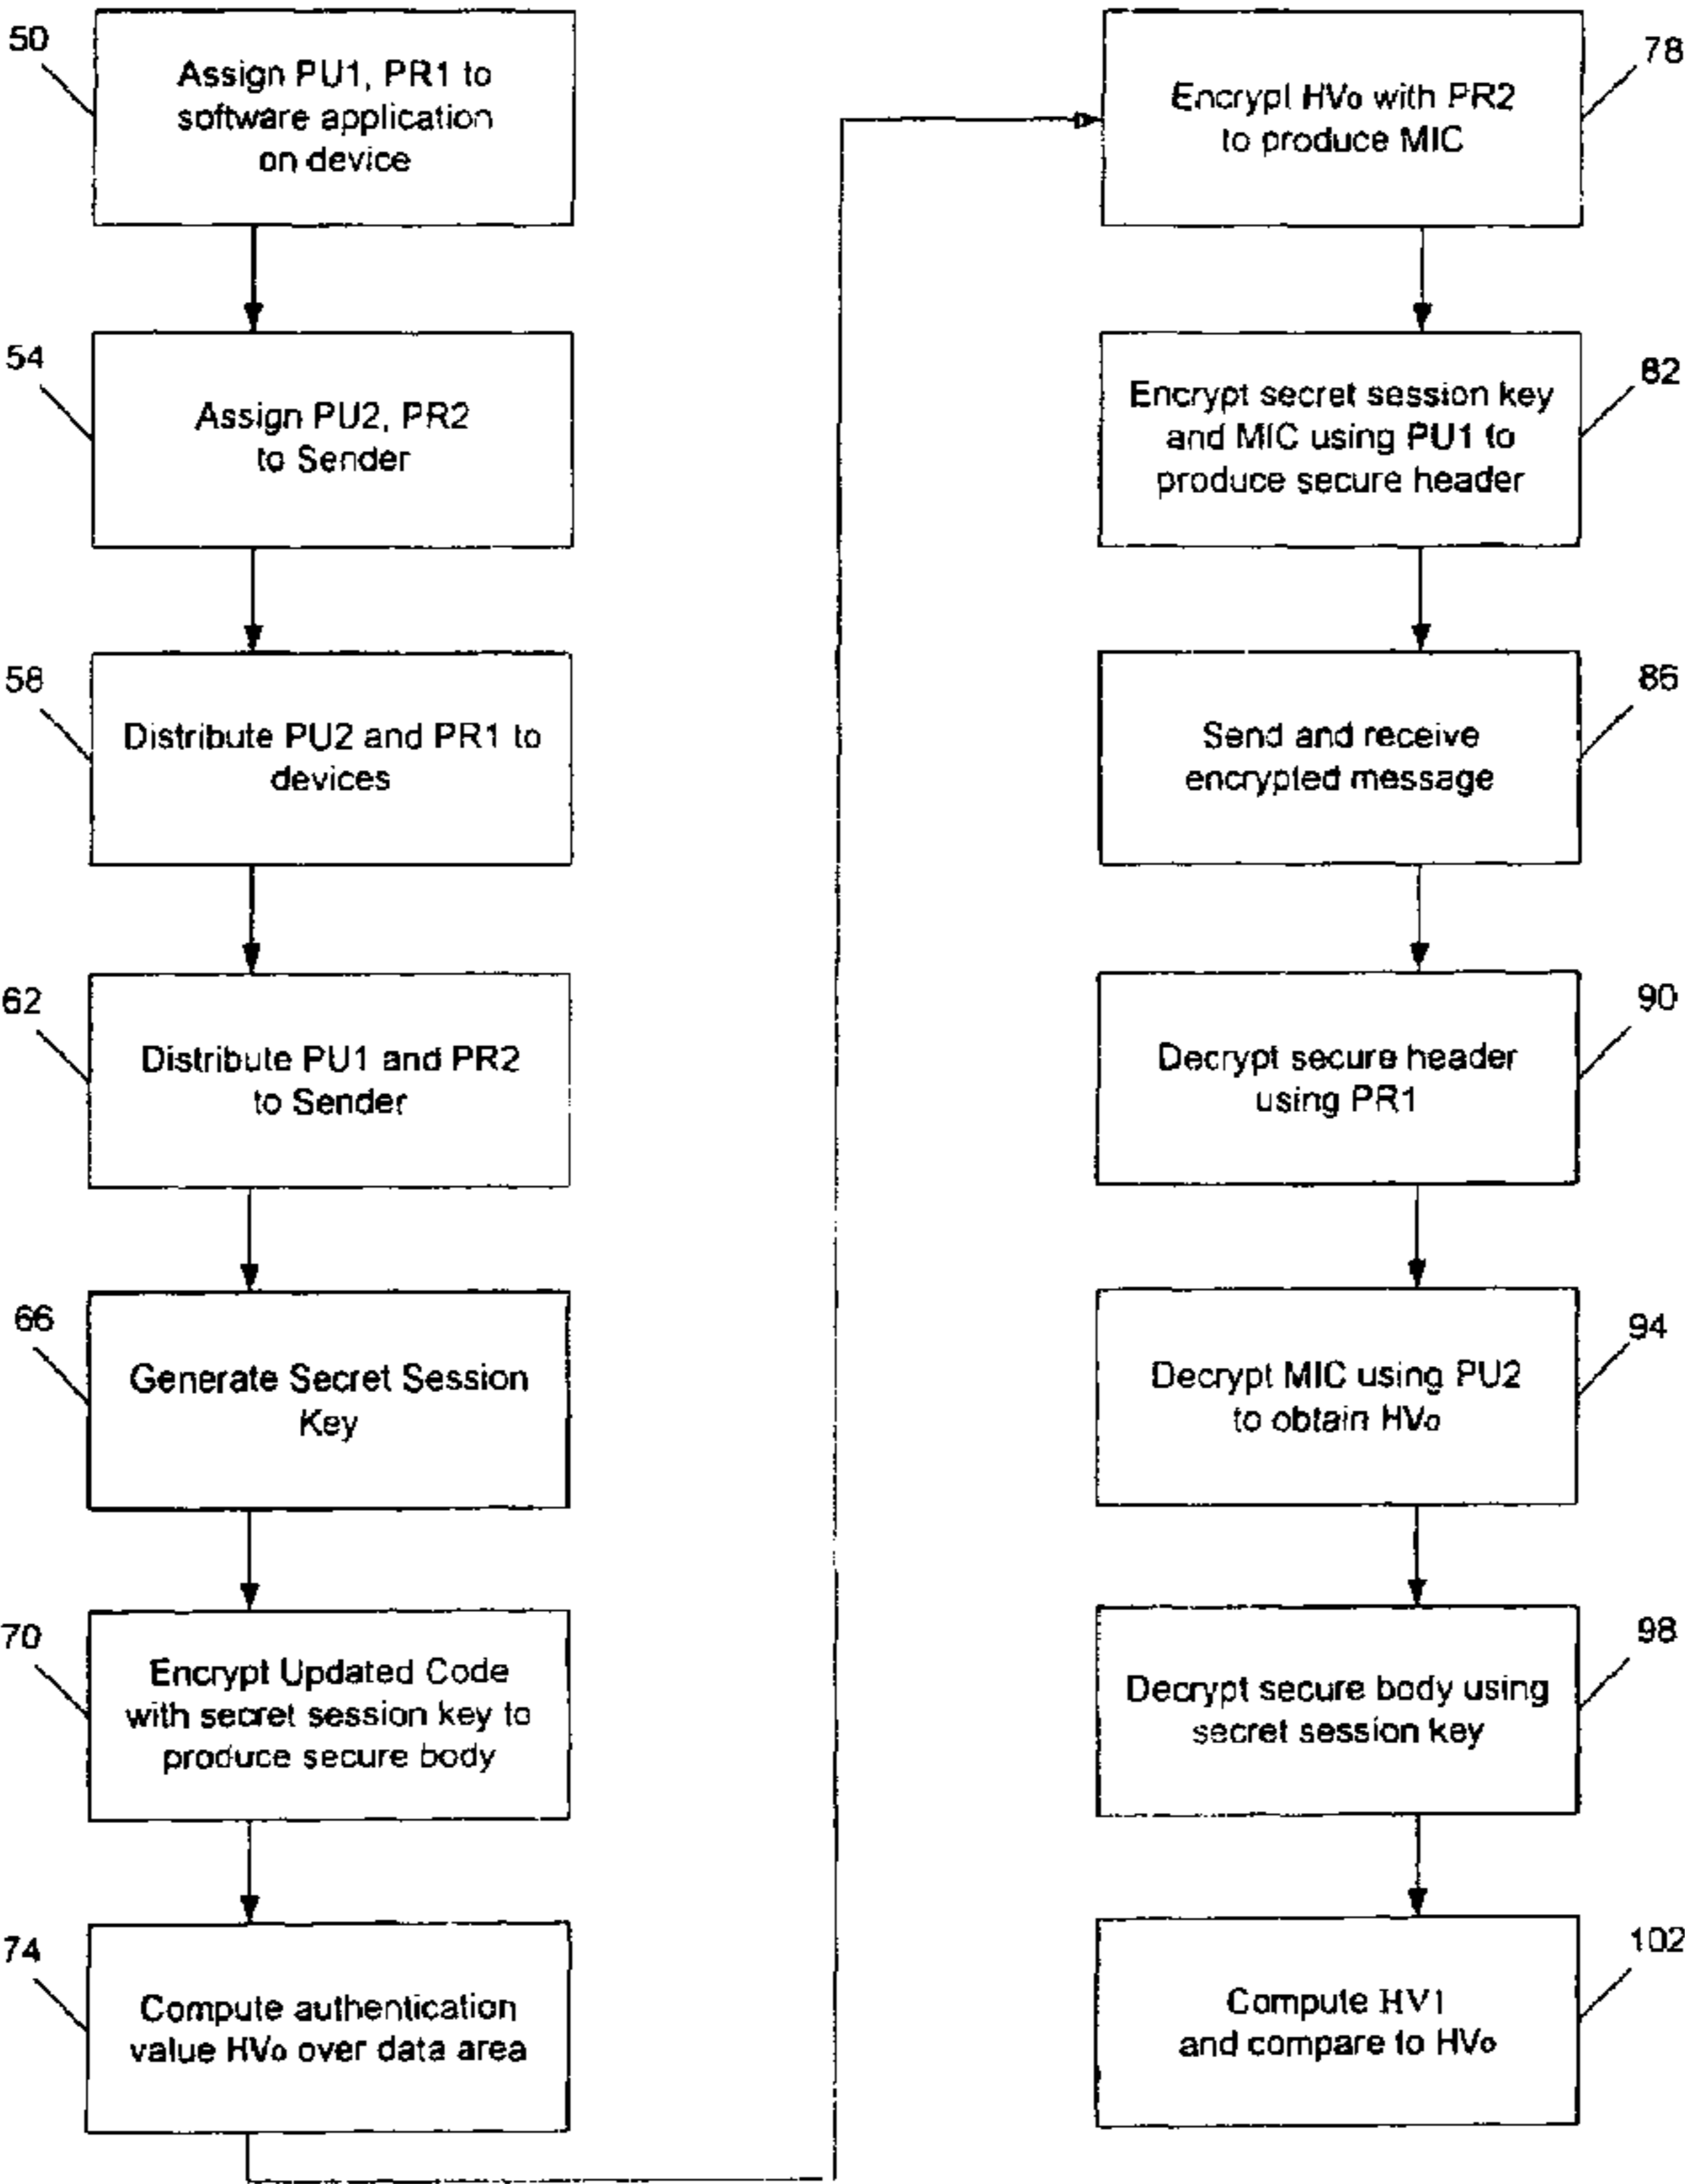 50
Assign PU1, PR1 to
software application
on device
54
Assign PU2, PR2
to Sender
58
Distribute PU2 and PR1 to
devices
62
Distribute PU1 and PR2
to Sender
66
Generate Secret Session
Key
70
Encrypt Updated Code
with secret session key to
produce secure body
74
Compute authentication
value HVo over data area
78
Encrypt HVo with PR2
to produce MIC
82
Encrypt secret session key
and MIC using PU1 to
produce secure header
86
Send and receive
encrypted message
90
Decrypt secure header
using PR1
94
Decrypt MIC using PU2
to obtain HVo
98
Decrypt secure body using
secret session key
102
Compute HV1
and compare to HVo